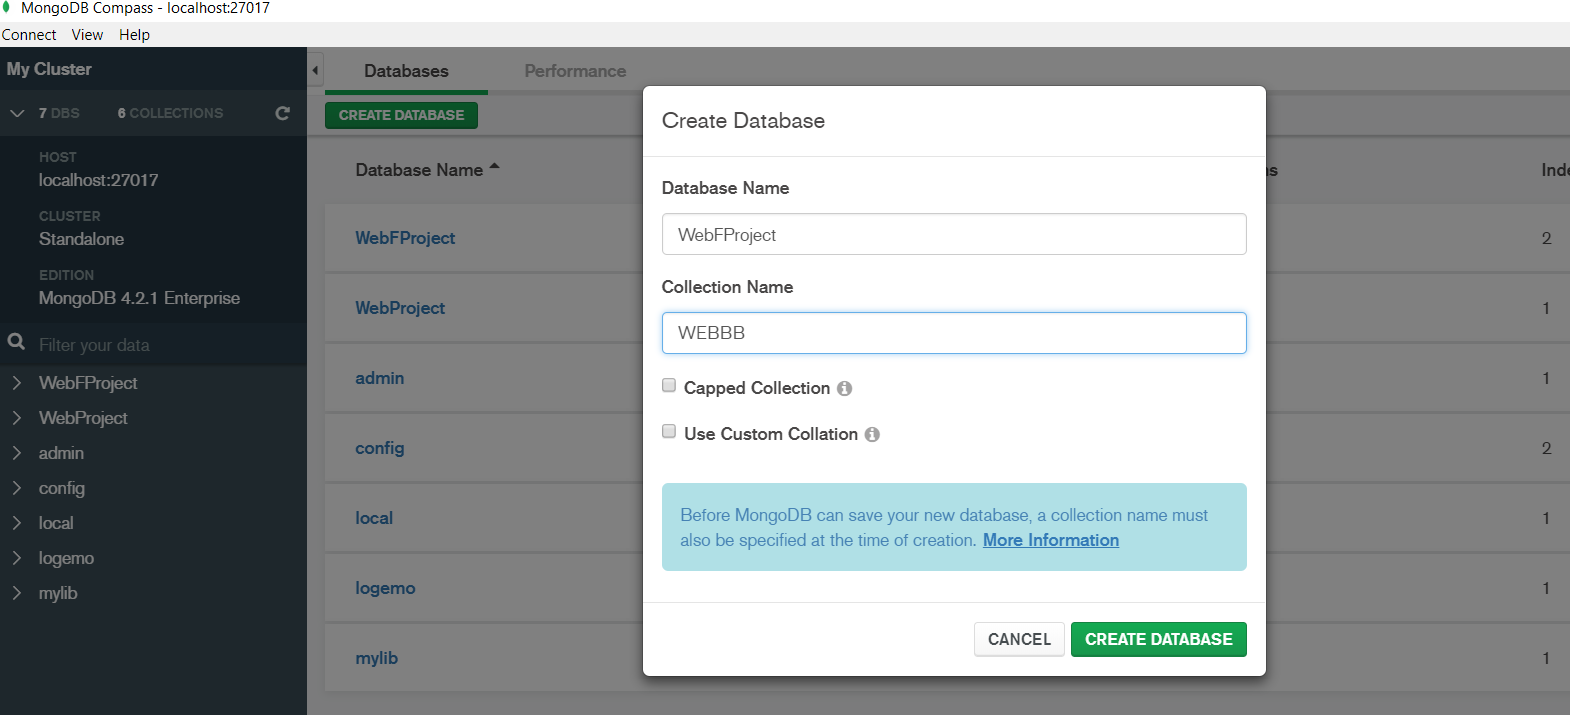 MongoDB Compass - localhost:27017
Connect View Help
My Cluster
7 DBS 6 COLLECTIONS
HOST
localhost:27017
CLUSTER
Standalone
EDITION
MongoDB 4.2.1 Enterprise
Filter your data
WebFProject
WebProject
admin
config
local
logemo
mylib
Databases Performance
CREATE DATABASE
Database Name
WebFProject 2
WebProject 1
admin 1
config 2
local 1
logemo 1
mylib 1
Create Database
Database Name
WebFProject
Collection Name
WEBBB
Capped Collection
Use Custom Collation
Before MongoDB can save your new database, a collection name must
also be specified at the time of creation. More Information
CANCEL CREATE DATABASE